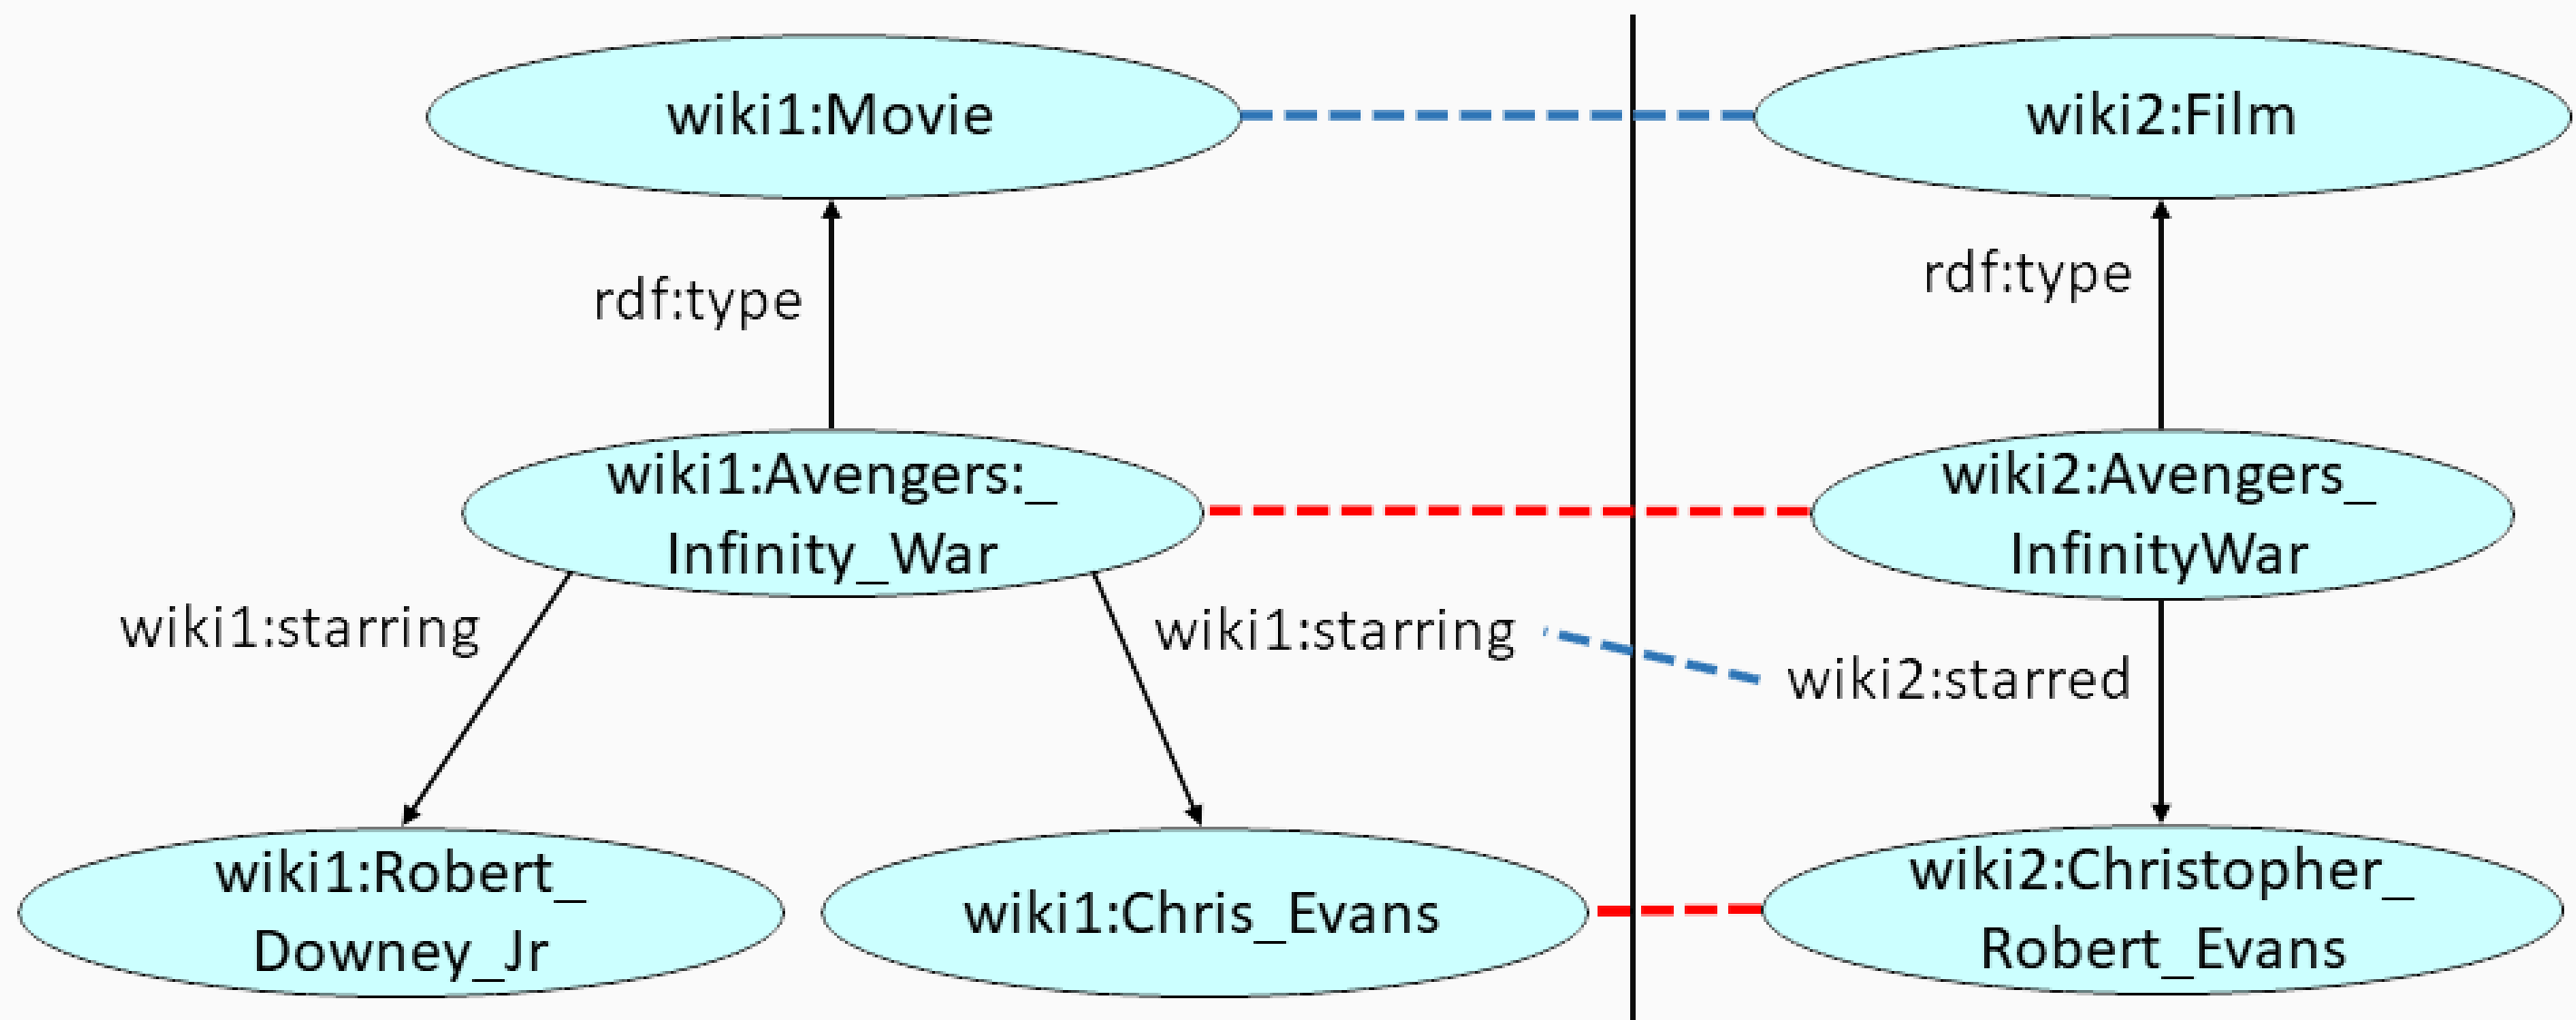 wiki1:Movie
wiki2:Film
rdf:type
rdf:type
wiki1:Avengers:_
Infinity_War
wiki2:Avengers_
InfinityWar
wiki1:starring
wiki1:starring
wiki2:starred
wiki1:Robert_
Downey_Jr
wiki1:Chris_Evans
wiki2:Christopher_
Robert_Evans